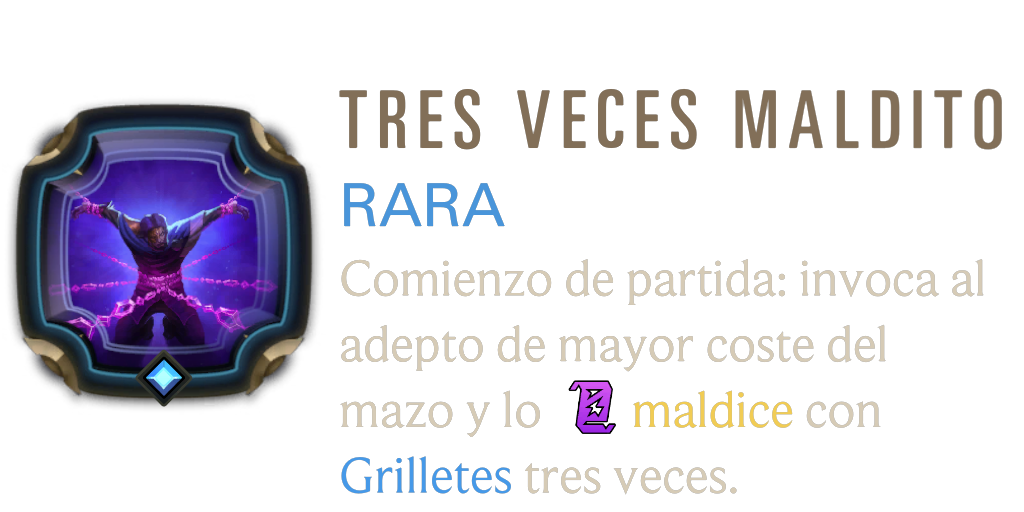 TRES VECES MALDITO
RARA
Comienzo de partida: invoca al
adepto de mayor coste del
mazo y lo maldice con
Grilletes tres veces.